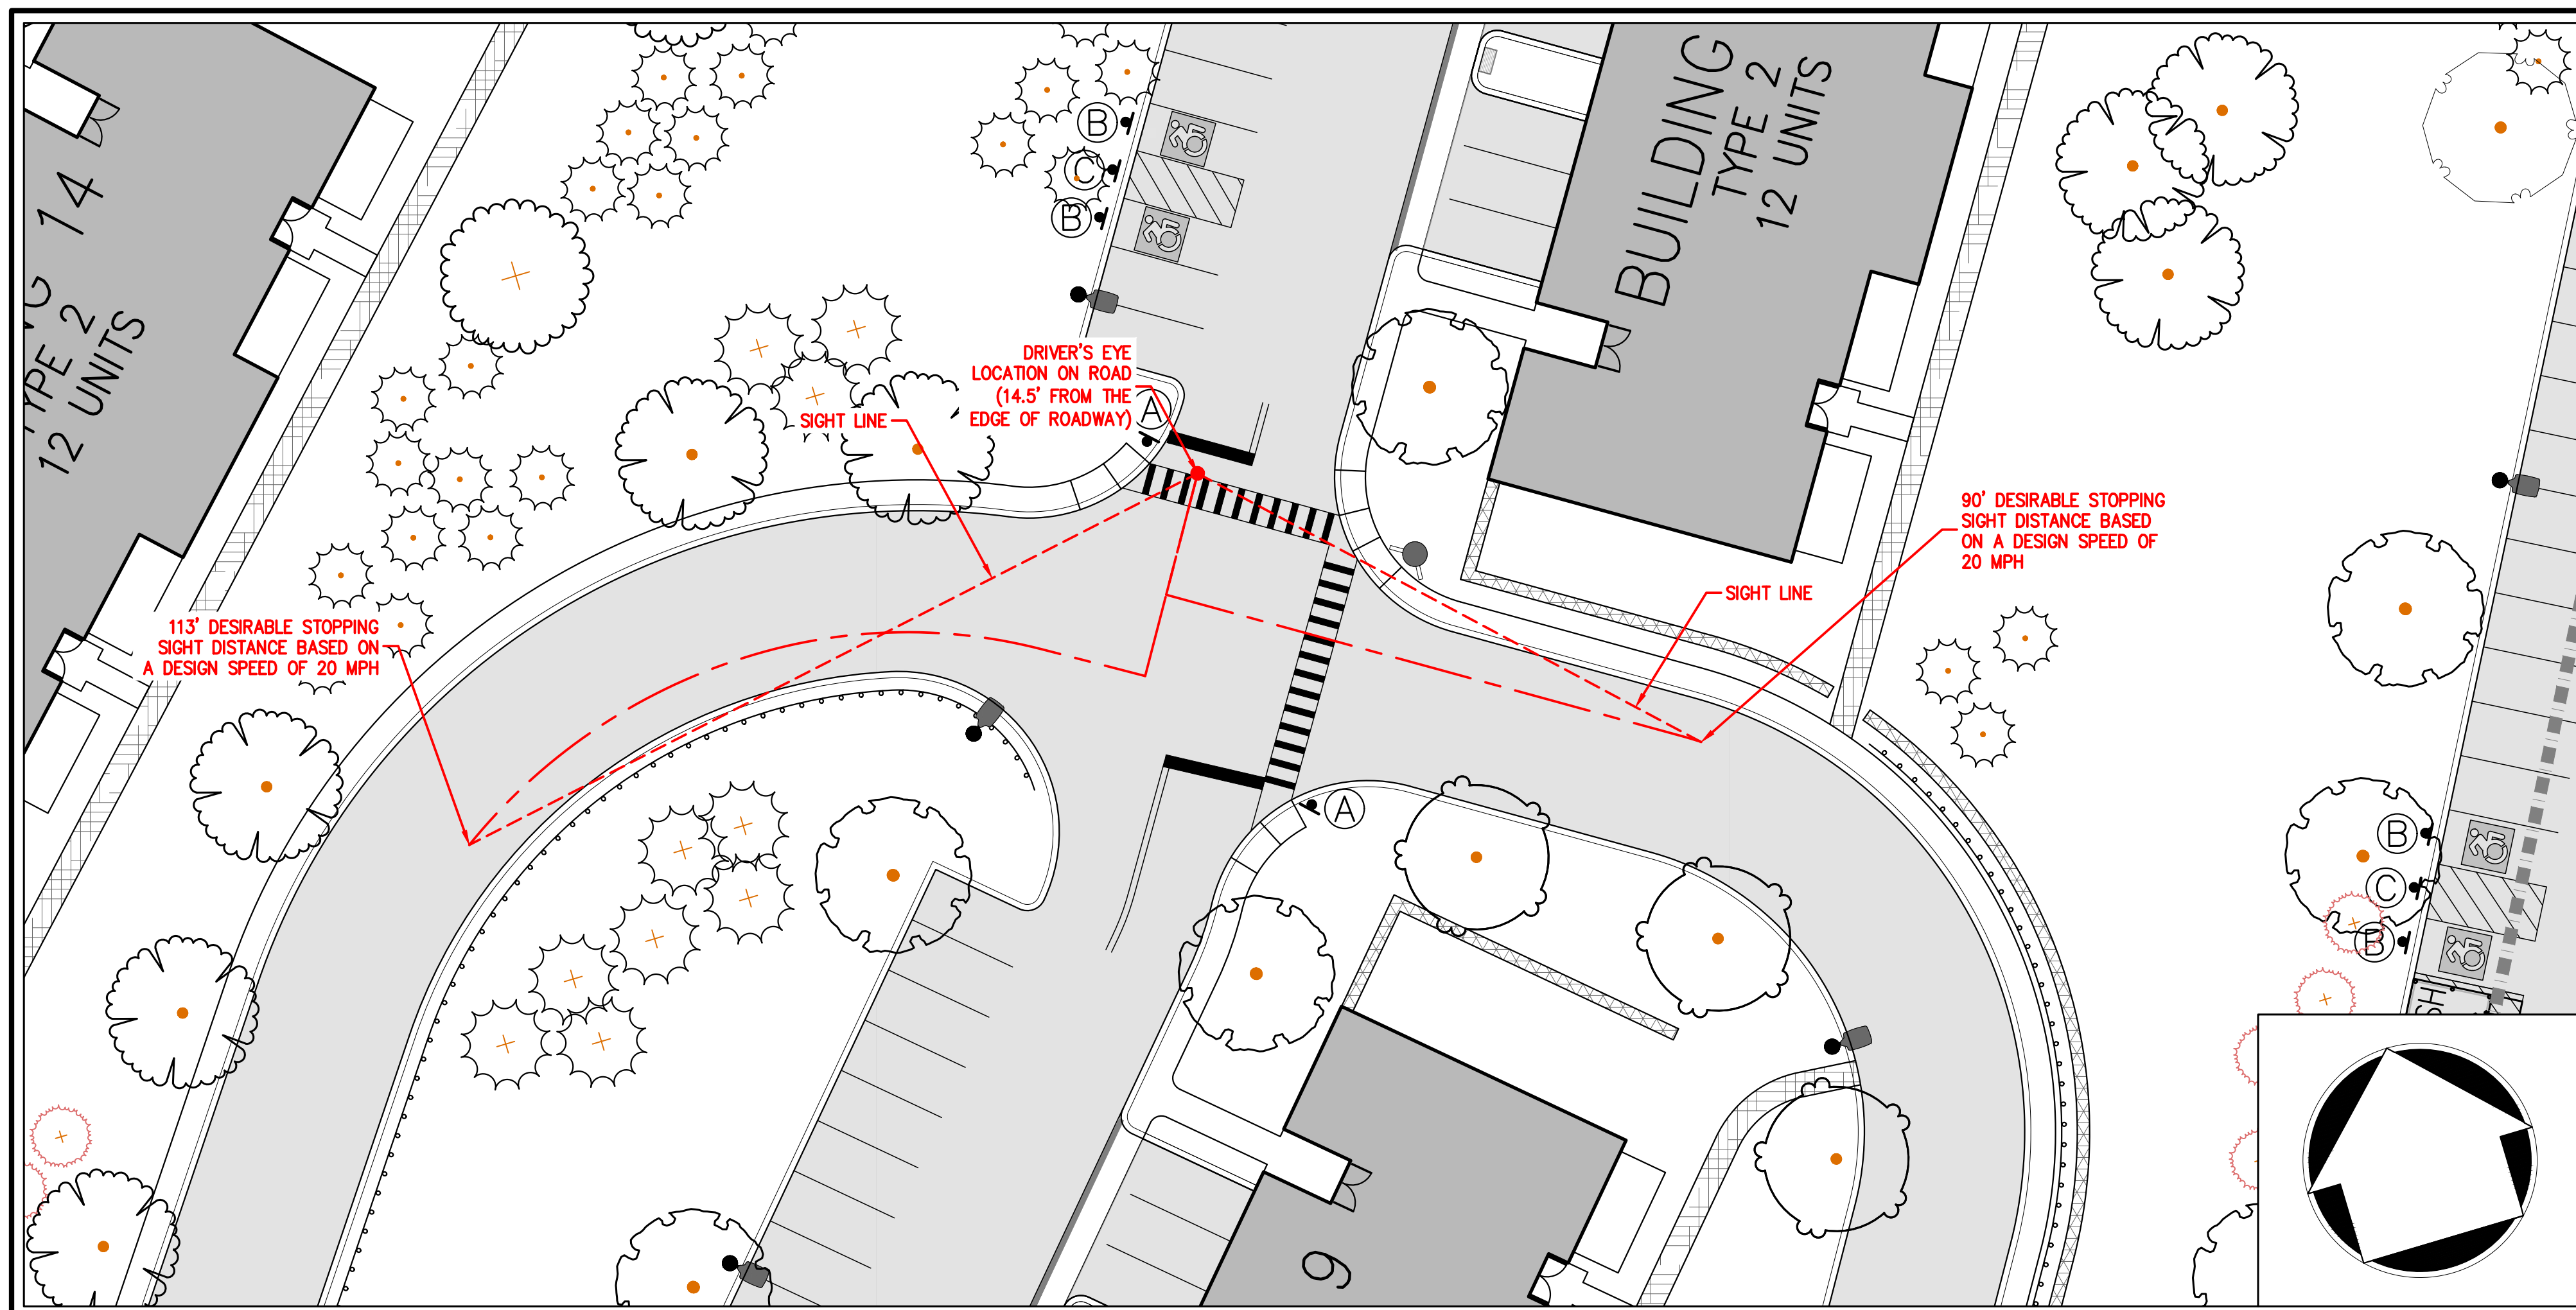 14
TYPE 2
12 UNITS
B
C
B
BUILDING
TYPE 2
12 UNITS
DRIVER'S EYE
LOCATION ON ROAD
(14.5' FROM THE
EDGE OF ROADWAY)
A
SIGHT LINE
90' DESIRABLE STOPPING
SIGHT DISTANCE BASED
ON A DESIGN SPEED OF
20 MPH
SIGHT LINE
113' DESIRABLE STOPPING
SIGHT DISTANCE BASED ON
A DESIGN SPEED OF 20 MPH
A
B
C
B
SH
9